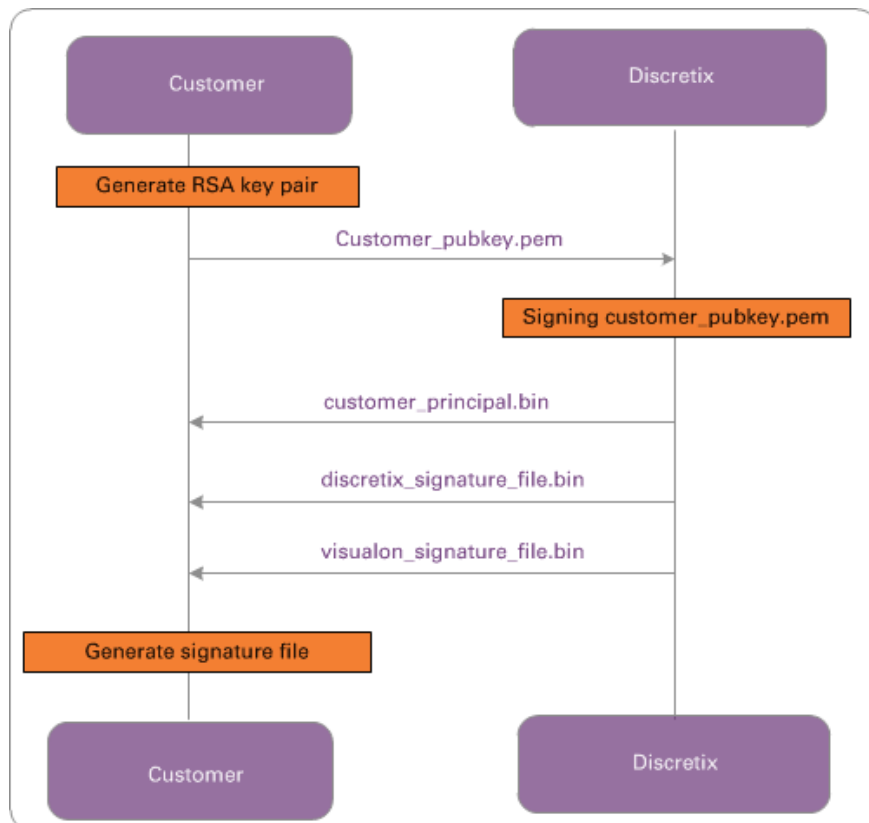 Customer
Discretix
Generate RSA key pair
Customer_pubkey.pem
Signing customer_pubkey.pem
customer_principal.bin
discretix_signature_file.bin
visualon_signature_file.bin
Generate signature file
Customer
Discretix